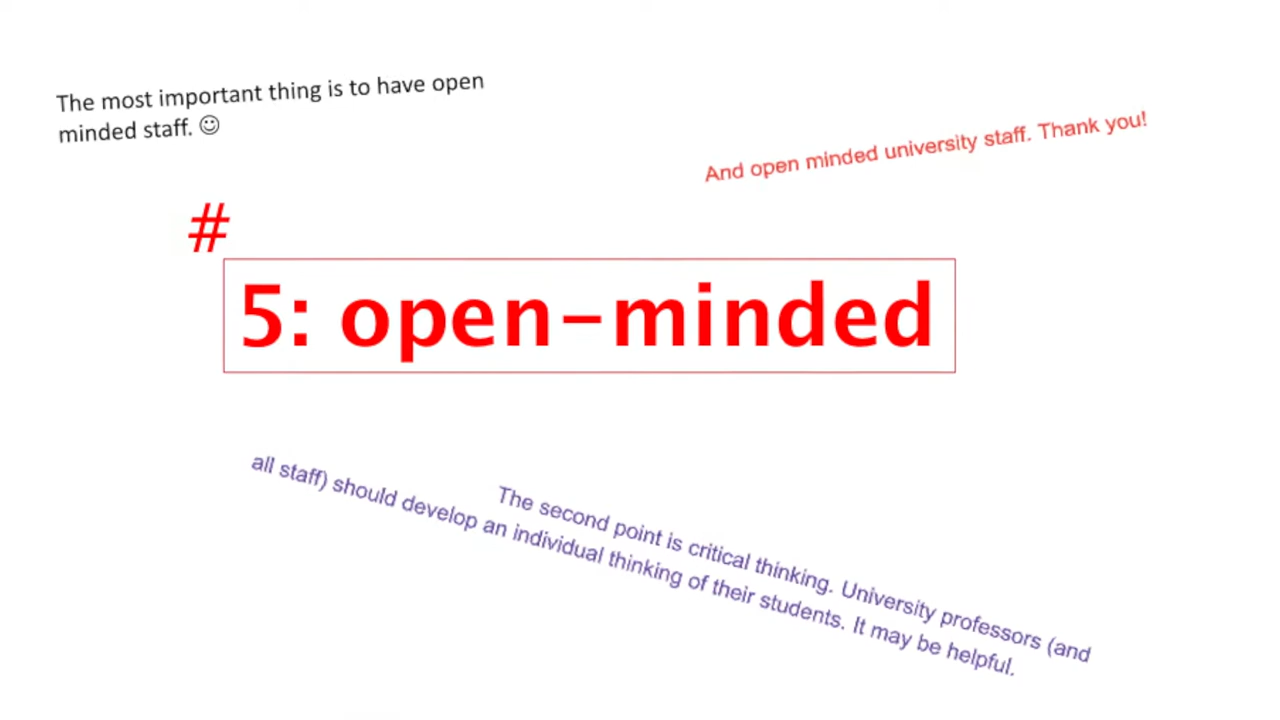 The most important thing is to have open
minded staff. ☺
And open minded university staff. Thank you!
#
5: open-minded
The second point is critical thinking. University professors (and
all staff) should develop an individual thinking of their students. It may be helpful.